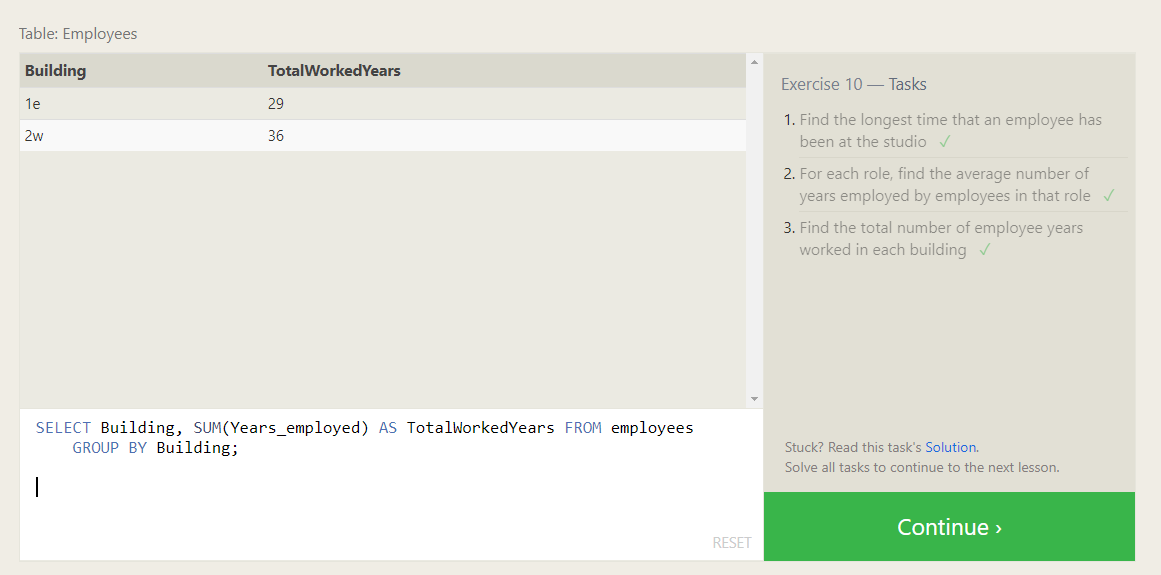 Table: Employees
Building TotalWorkedYears
1e 29
2w 36
SELECT Building, SUM(Years_employed) AS TotalWorkedYears FROM employees
GROUP BY Building;
RESET
Exercise 10 — Tasks
1. Find the longest time that an employee has
been at the studio ✓
2. For each role, find the average number of
years employed by employees in that role ✓
3. Find the total number of employee years
worked in each building ✓
Stuck? Read this task's Solution.
Solve all tasks to continue to the next lesson.
Continue ›